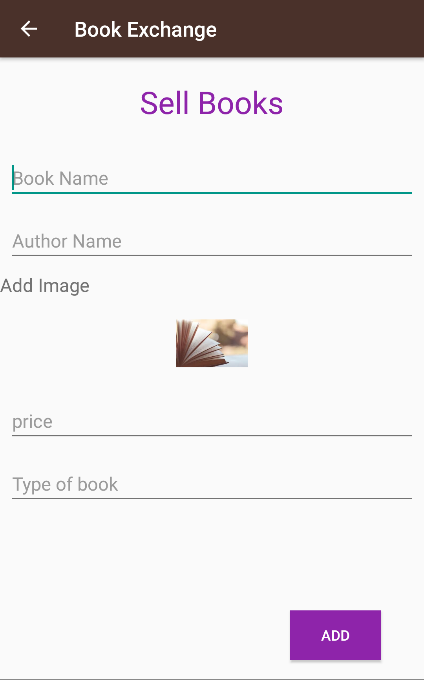 Book Exchange
Sell Books
Book Name
Author Name
Add Image
price
Type of book
ADD